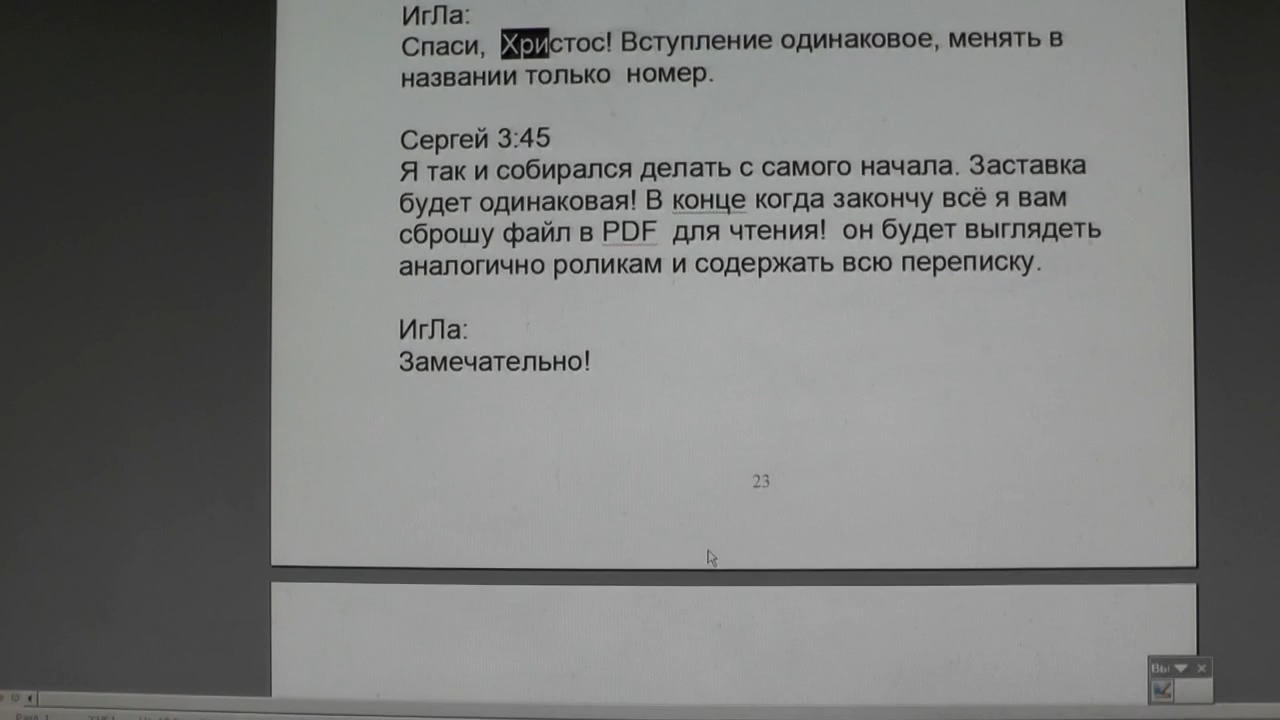 ИгЛа:
Спаси, Христос! Вступление одинаковое, менять в
названии только номер.
Сергей 3:45
Я так и собирался делать с самого начала. Заставка
будет одинаковая! В конце когда закончу всё я вам
сброшу файл в PDF для чтения! он будет выглядеть
аналогично роликам и содержать всю переписку.
ИгЛа:
Замечательно!
23
Вы